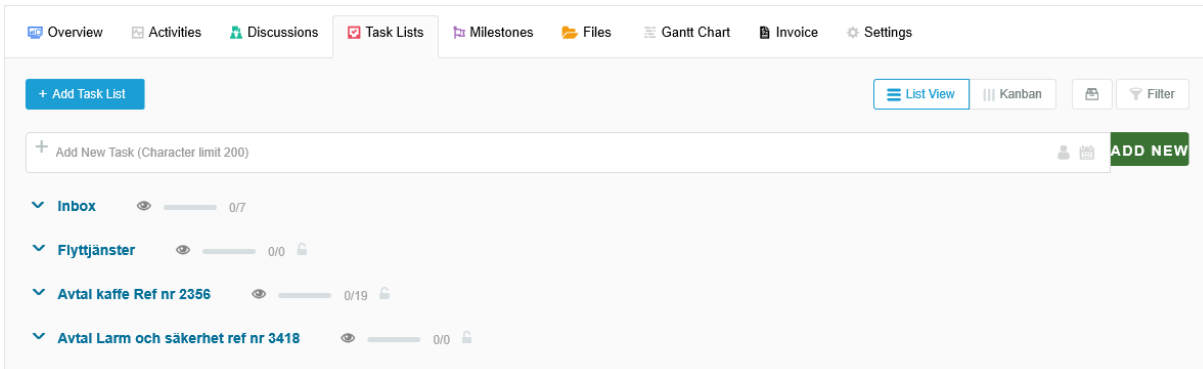 Overview Activities Discussions Task Lists Milestones Files Gantt Chart Invoice Settings
+ Add Task List List View Kanban Filter
Add New Task (Character limit 200) ADD NEW
Inbox 0/7
Flyttjänster 0/0
Avtal kaffe Ref nr 2356 0/19
Avtal Larm och säkerhet ref nr 3418 0/0